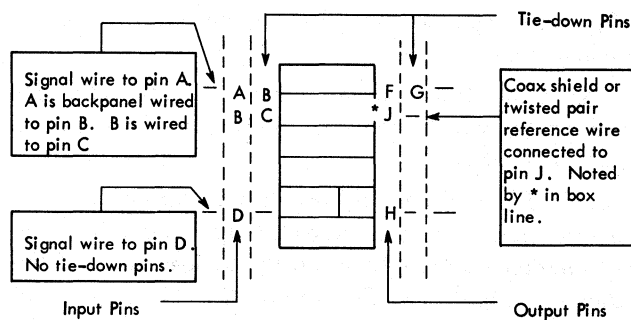 Tie-down Pins
Signal wire to pin A.
A is backpanel wired
to pin B. B is wired
to pin C
A B
B C
F G
* J
Coax shield or
twisted pair
reference wire
connected to
pin J. Noted
by * in box
line.
D
H
Signal wire to pin D.
No tie-down pins.
Input Pins
Output Pins